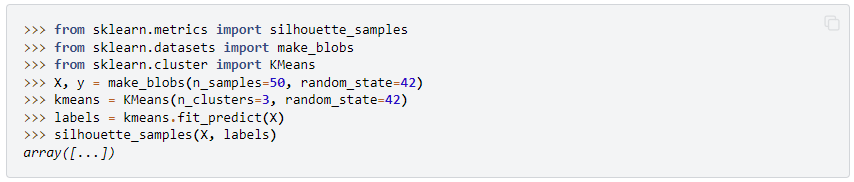 >>> from sklearn.metrics import silhouette_samples
>>> from sklearn.datasets import make_blobs
>>> from sklearn.cluster import KMeans
>>> X, y = make_blobs(n_samples=50, random_state=42)
>>> kmeans = KMeans(n_clusters=3, random_state=42)
>>> labels = kmeans.fit_predict(X)
>>> silhouette_samples(X, labels)
array([...])